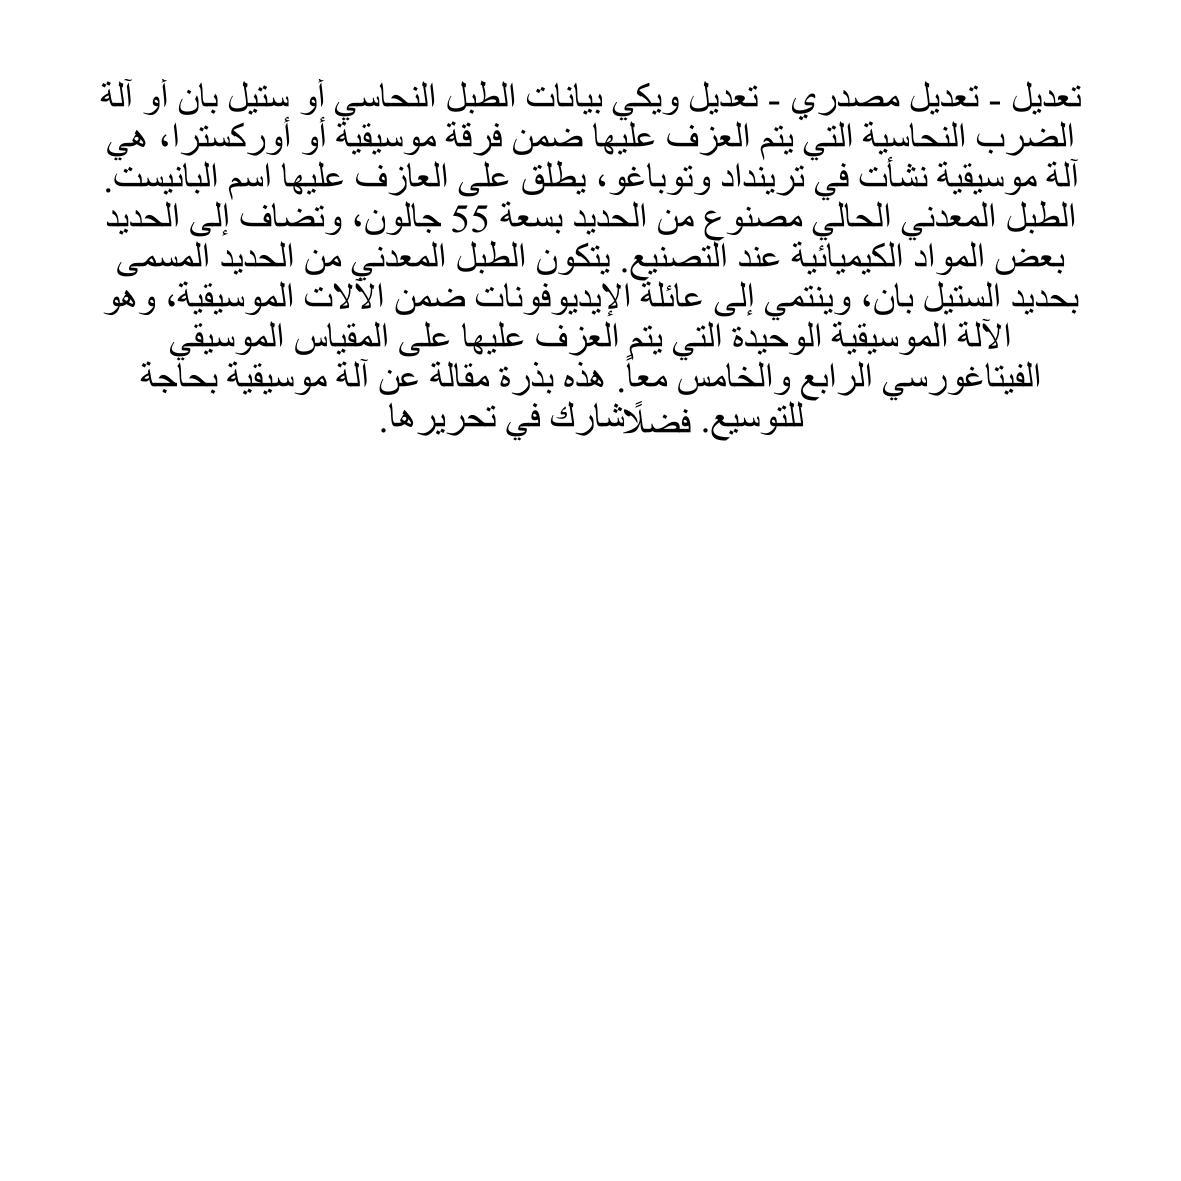 تعديل - تعديل مصدري - تعديل ويكي بيانات الطبل النحاسي أو ستيل بان أو آلة
الضرب النحاسية التي يتم العزف عليها ضمن فرقة موسيقية أو أوركسترا، هي
آلة موسيقية نشأت في ترينداد وتوباغو، يطلق على العازف عليها اسم البانيست.
الطبل المعدني الحالي مصنوع من الحديد بسعة 55 جالون، وتضاف إلى الحديد
بعض المواد الكيميائية عند التصنيع. يتكون الطبل المعدني من الحديد المسمى
بحديد الستيل بان، وينتمي إلى عائلة الإيديوفونات ضمن الآلات الموسيقية، وهو
الآلة الموسيقية الوحيدة التي يتم العزف عليها على المقياس الموسيقي
الفيتاغورسي الرابع والخامس معاً. هذه بذرة مقالة عن آلة موسيقية بحاجة
للتوسيع. فضلًاشارك في تحريرها.